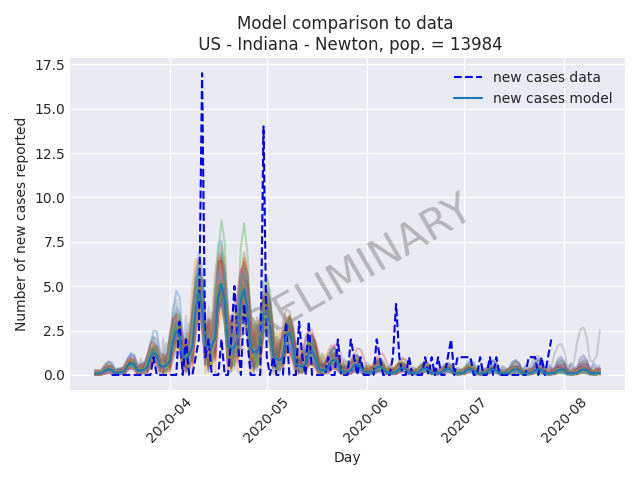 Model comparison to data
US - Indiana - Newton, pop. = 13984
17.5
15.0
12.5
10.0
7.5
5.0
2.5
0.0
Number of new cases reported
new cases data
new cases model
PRELIMINARY
2020-04
2020-05
2020-06
2020-07
2020-08
Day